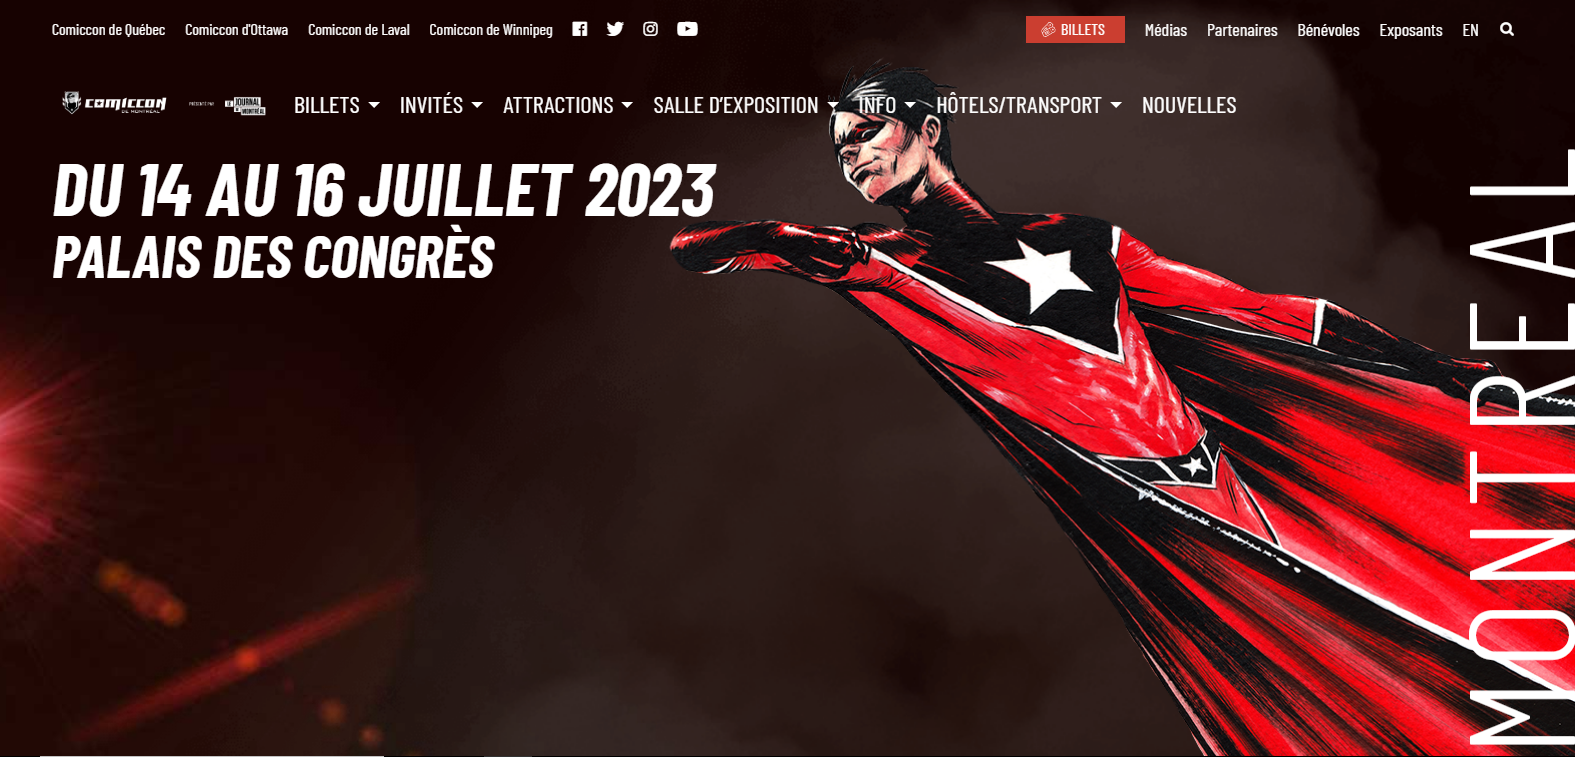 Comiccon de Québec Comiccon d'Ottawa Comiccon de Laval Comiccon de Winnipeg BILLETS Médias Partenaires Bénévoles Exposants EN
COMICCON DE MONTRÉAL PRÉSENTÉ PAR LE JOURNAL DE MONTRÉAL BILLETS INVITÉS ATTRACTIONS SALLE D’EXPOSITION INFO HÔTELS/TRANSPORT NOUVELLES
DU 14 AU 16 JUILLET 2023
PALAIS DES CONGRÈS
MONTREAL